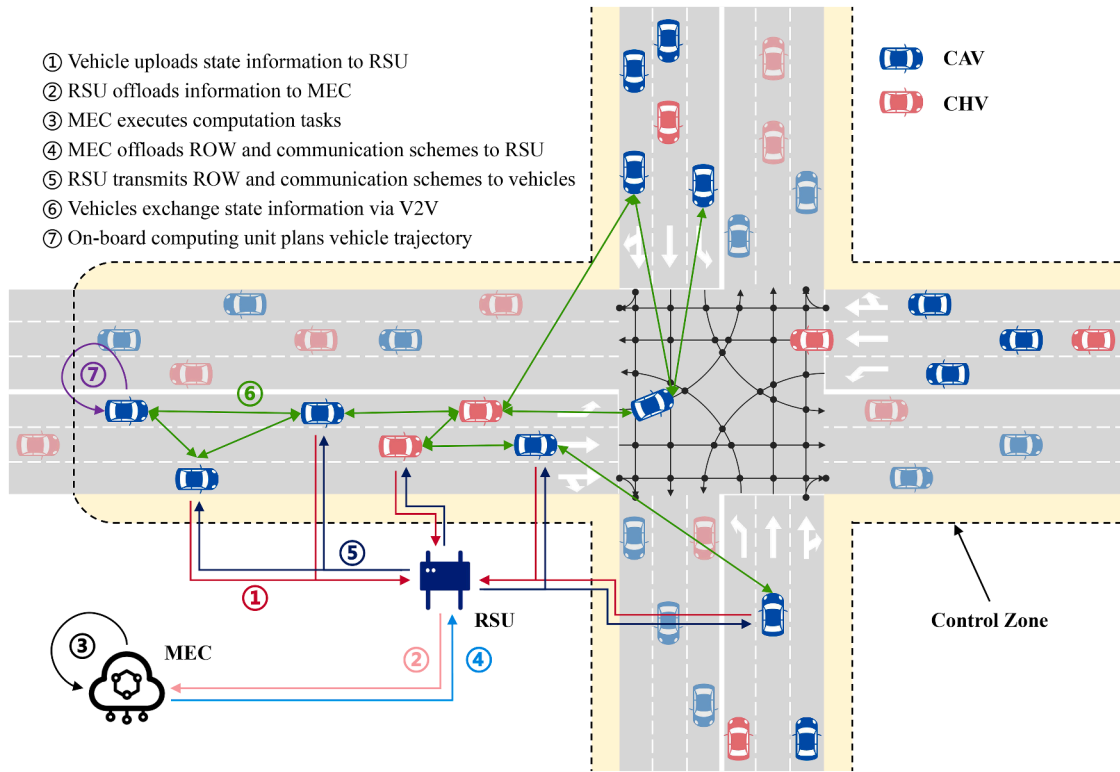 ① Vehicle uploads state information to RSU
② RSU offloads information to MEC
③ MEC executes computation tasks
④ MEC offloads ROW and communication schemes to RSU
⑤ RSU transmits ROW and communication schemes to vehicles
⑥ Vehicles exchange state information via V2V
⑦ On-board computing unit plans vehicle trajectory
CAV
CHV
⑦
⑥
⑤
①
RSU
Control Zone
③
MEC
②
④